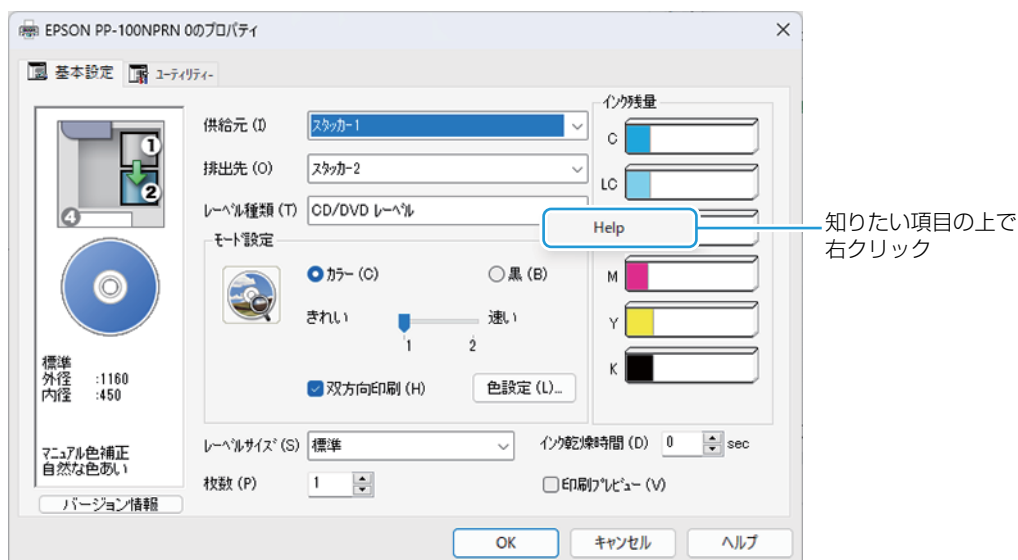 EPSON PP-100NPRN 0のプロパティ
基本設定 ユーティリティー
1
2
4
標準
外径 :1160
内径 :450
マニュアル色補正
自然な色あい
バージョン情報
供給元 (I) スタッカー1
排出先 (O) スタッカー2
レーベル種類 (T) CD/DVD レーベル
モード設定
カラー (C) 黒 (B)
きれい 速い
1 2
双方向印刷 (H) 色設定 (L)...
レーベルサイズ (S) 標準
インク乾燥時間 (D) 0 sec
枚数 (P) 1
印刷プレビュー (V)
インク残量
C
LC
M
Y
K
Help
知りたい項目の上で
右クリック
OK キャンセル ヘルプ